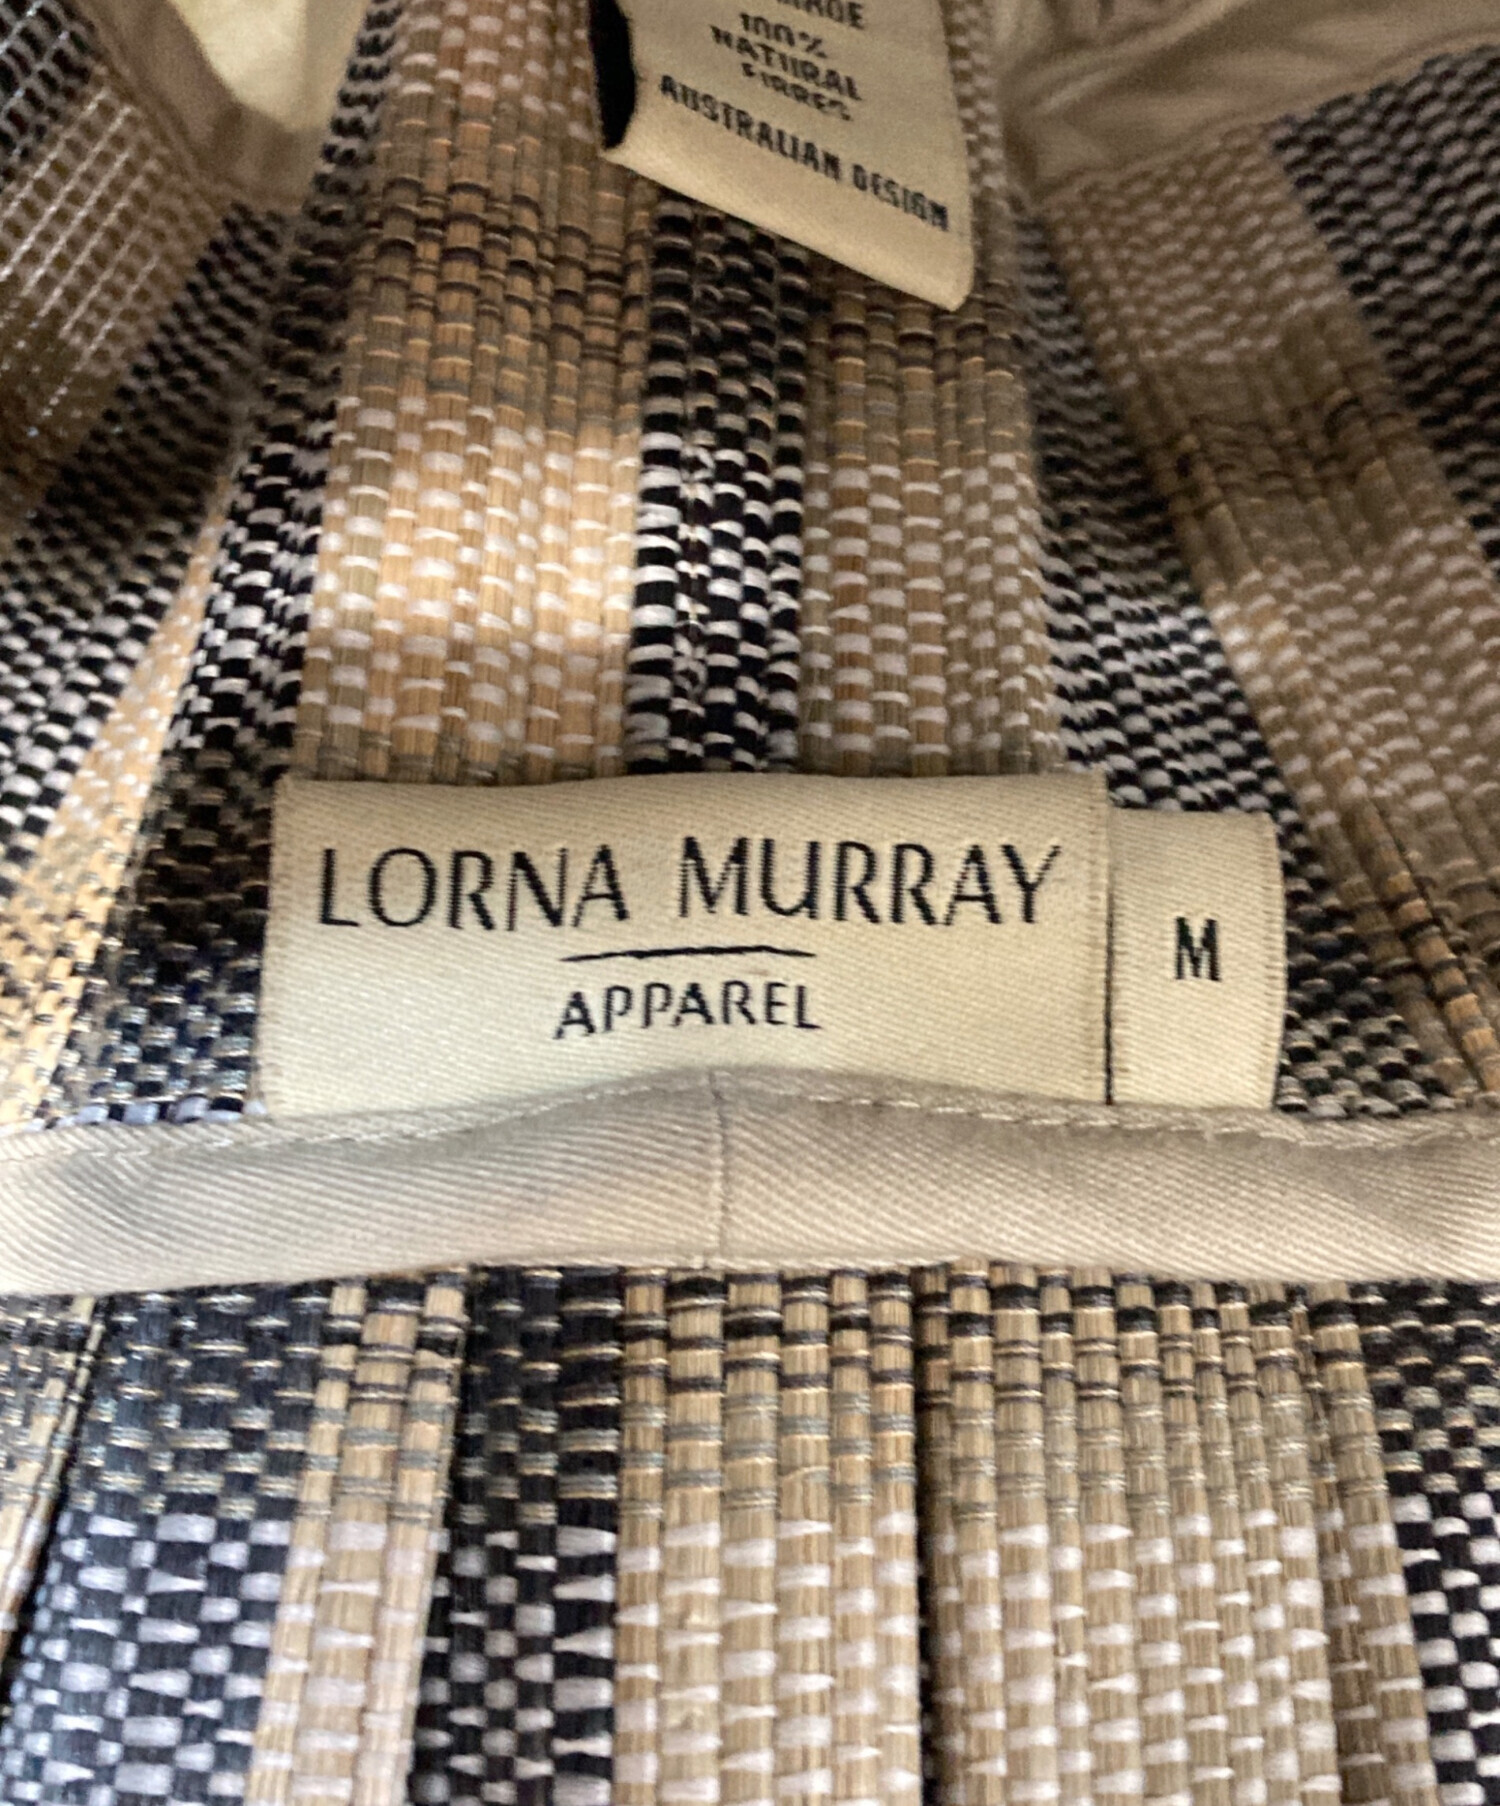 100%
NATURAL
FIBRES
AUSTRALIAN DESIGN
LORNA MURRAY
APPAREL
M